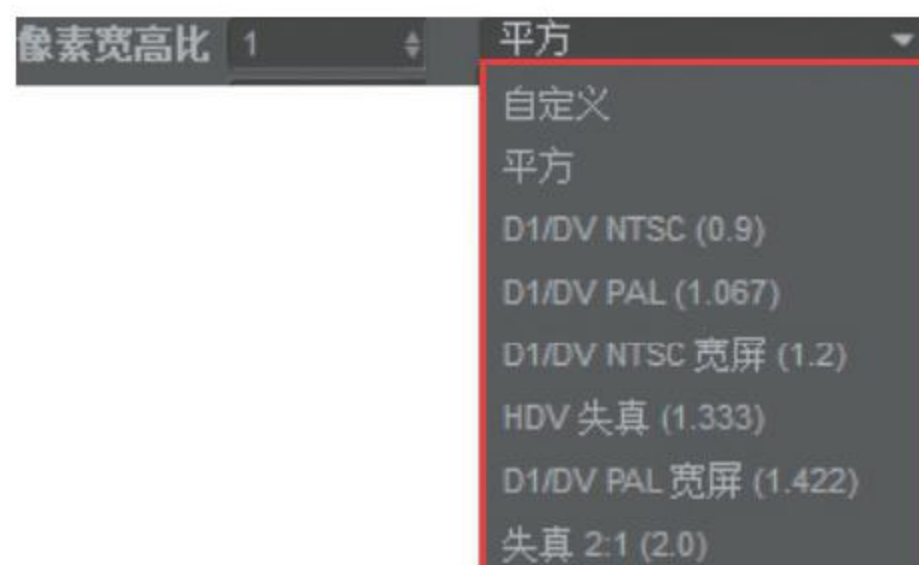 像素宽高比 1 平方
自定义
平方
D1/DV NTSC (0.9)
D1/DV PAL (1.067)
D1/DV NTSC 宽屏 (1.2)
HDV 失真 (1.333)
D1/DV PAL 宽屏 (1.422)
失真 2:1 (2.0)